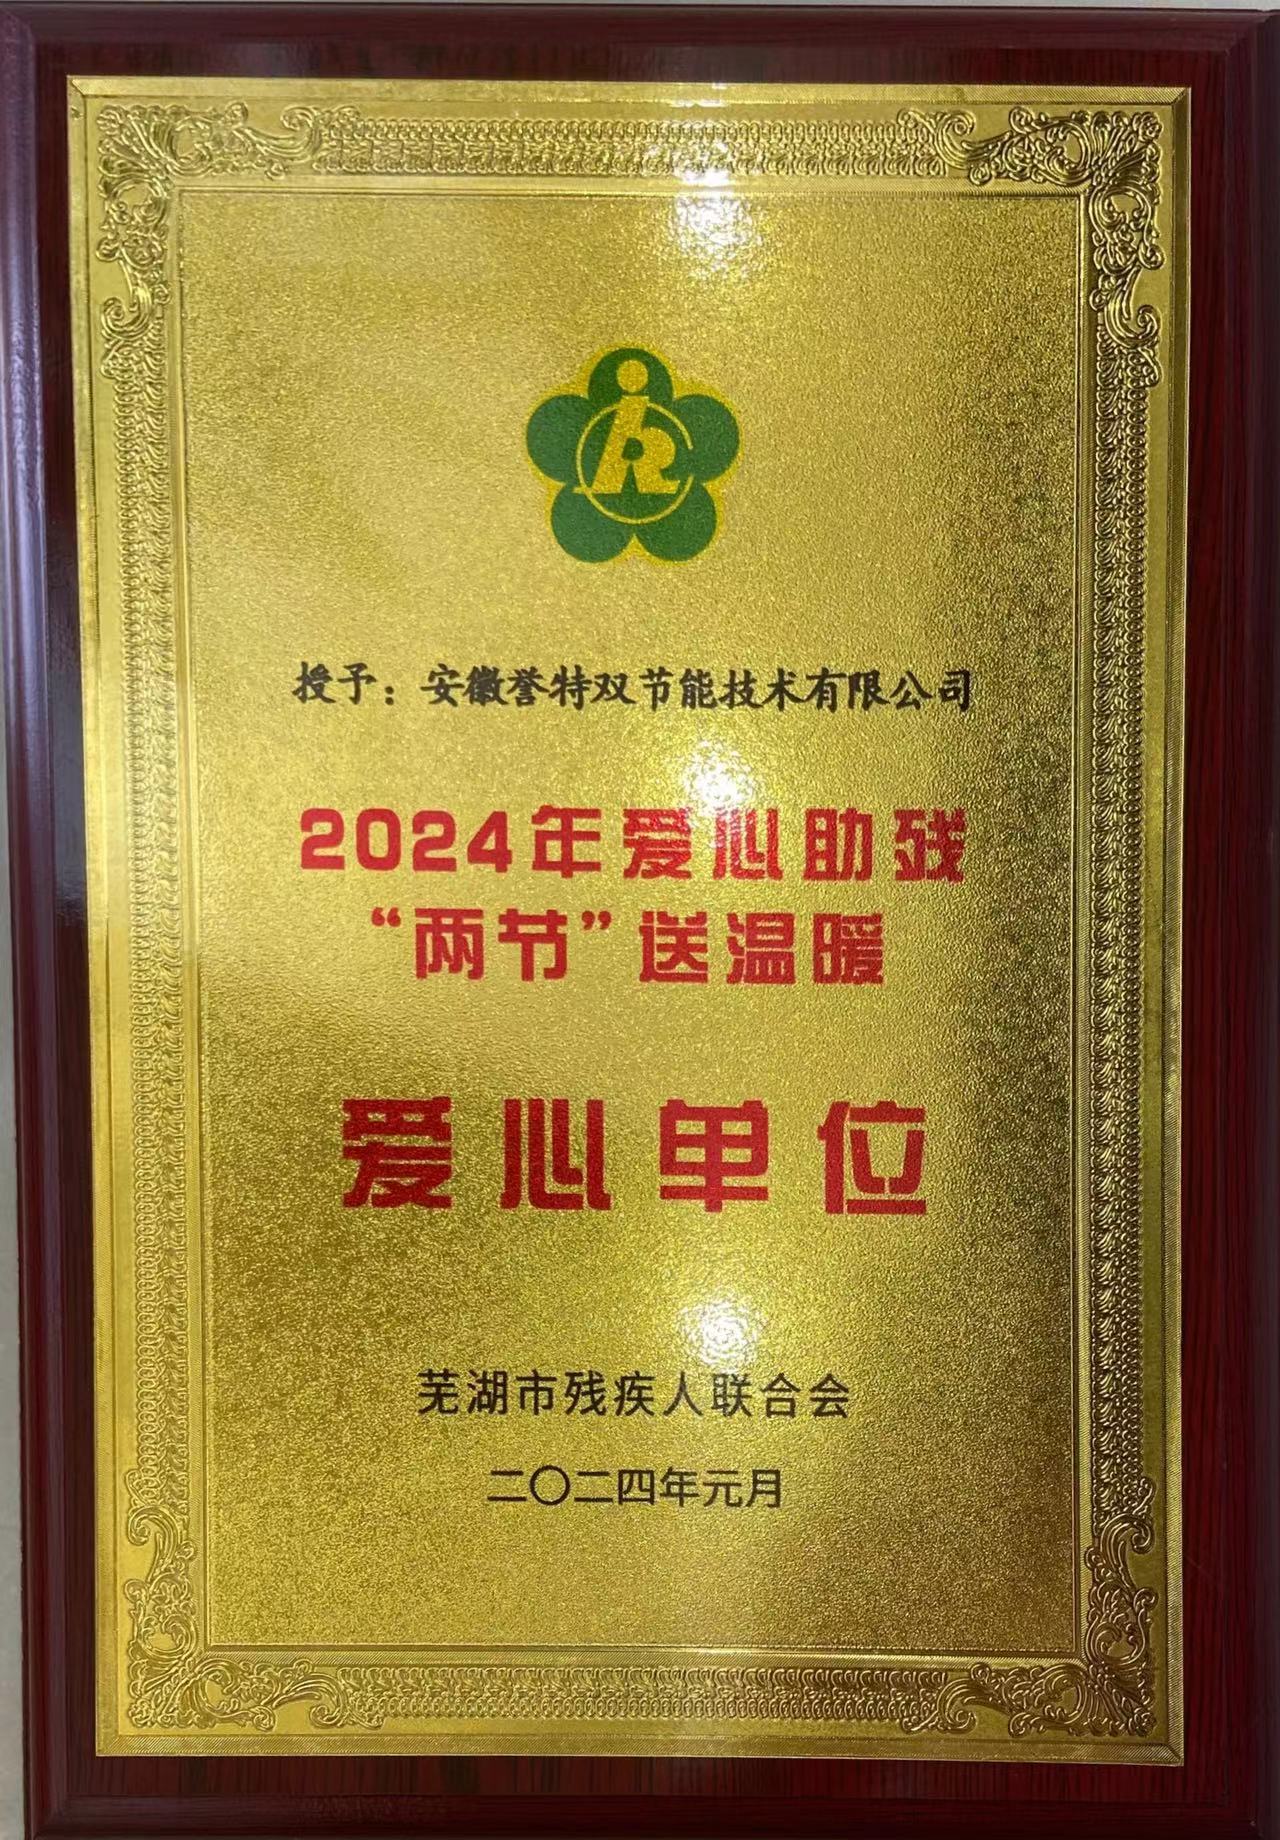 授予：安徽誉特双节能技术有限公司
2024年爱心助残
“两节”送温暖
爱心单位
芜湖市残疾人联合会
二〇二四年元月